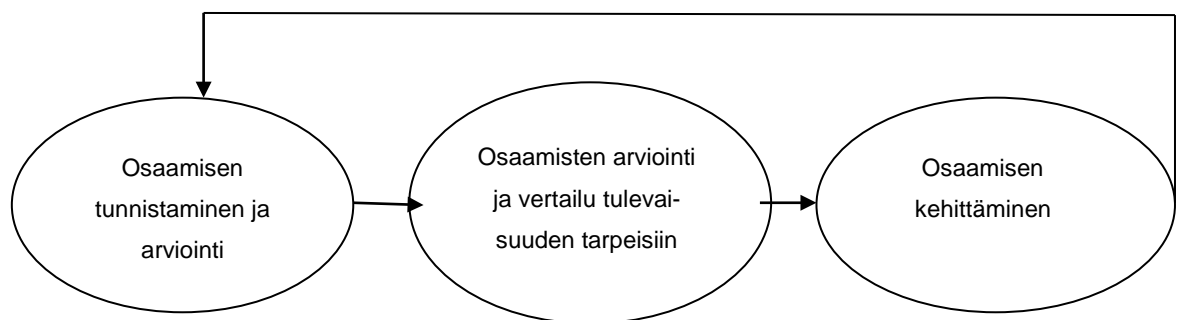 Osaamisen
tunnistaminen ja
arviointi
Osaamisten arviointi
ja vertailu tulevai-
suuden tarpeisiin
Osaamisen
kehittäminen